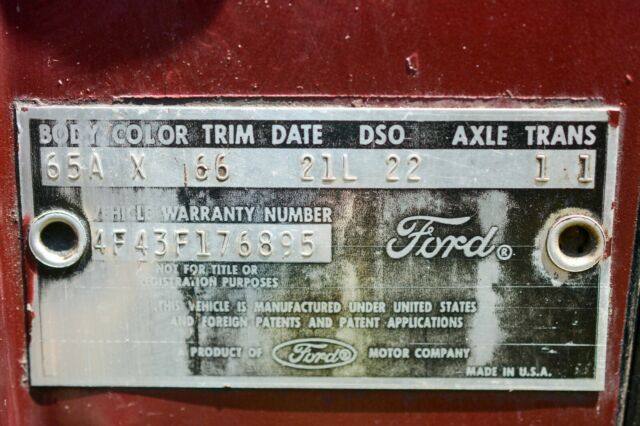 BODY COLOR TRIM DATE DSO AXLE TRANS
65A X 66 21L 22 1 1
VEHICLE WARRANTY NUMBER
4F43F176895
Ford®
NOT FOR TITLE OR
REGISTRATION PURPOSES
THIS VEHICLE IS MANUFACTURED UNDER UNITED STATES
AND FOREIGN PATENTS AND PATENT APPLICATIONS
A PRODUCT OF Ford® MOTOR COMPANY
MADE IN U.S.A.